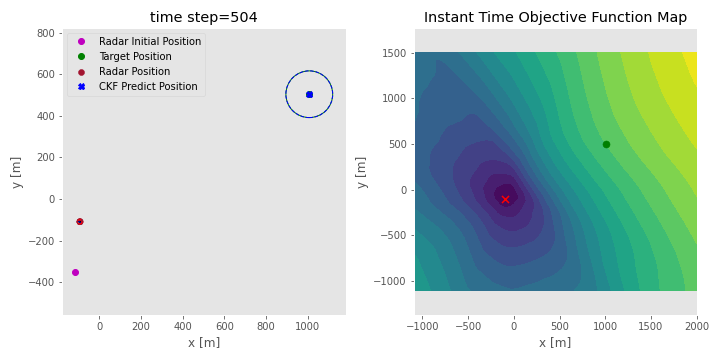 time step=504
Radar Initial Position
Target Position
Radar Position
CKF Predict Position
y [m]
800
600
400
200
0
−200
−400
0
200
400
600
800
1000
x [m]
Instant Time Objective Function Map
y [m]
1500
1000
500
0
−500
−1000
−1000
−500
0
500
1000
1500
2000
x [m]